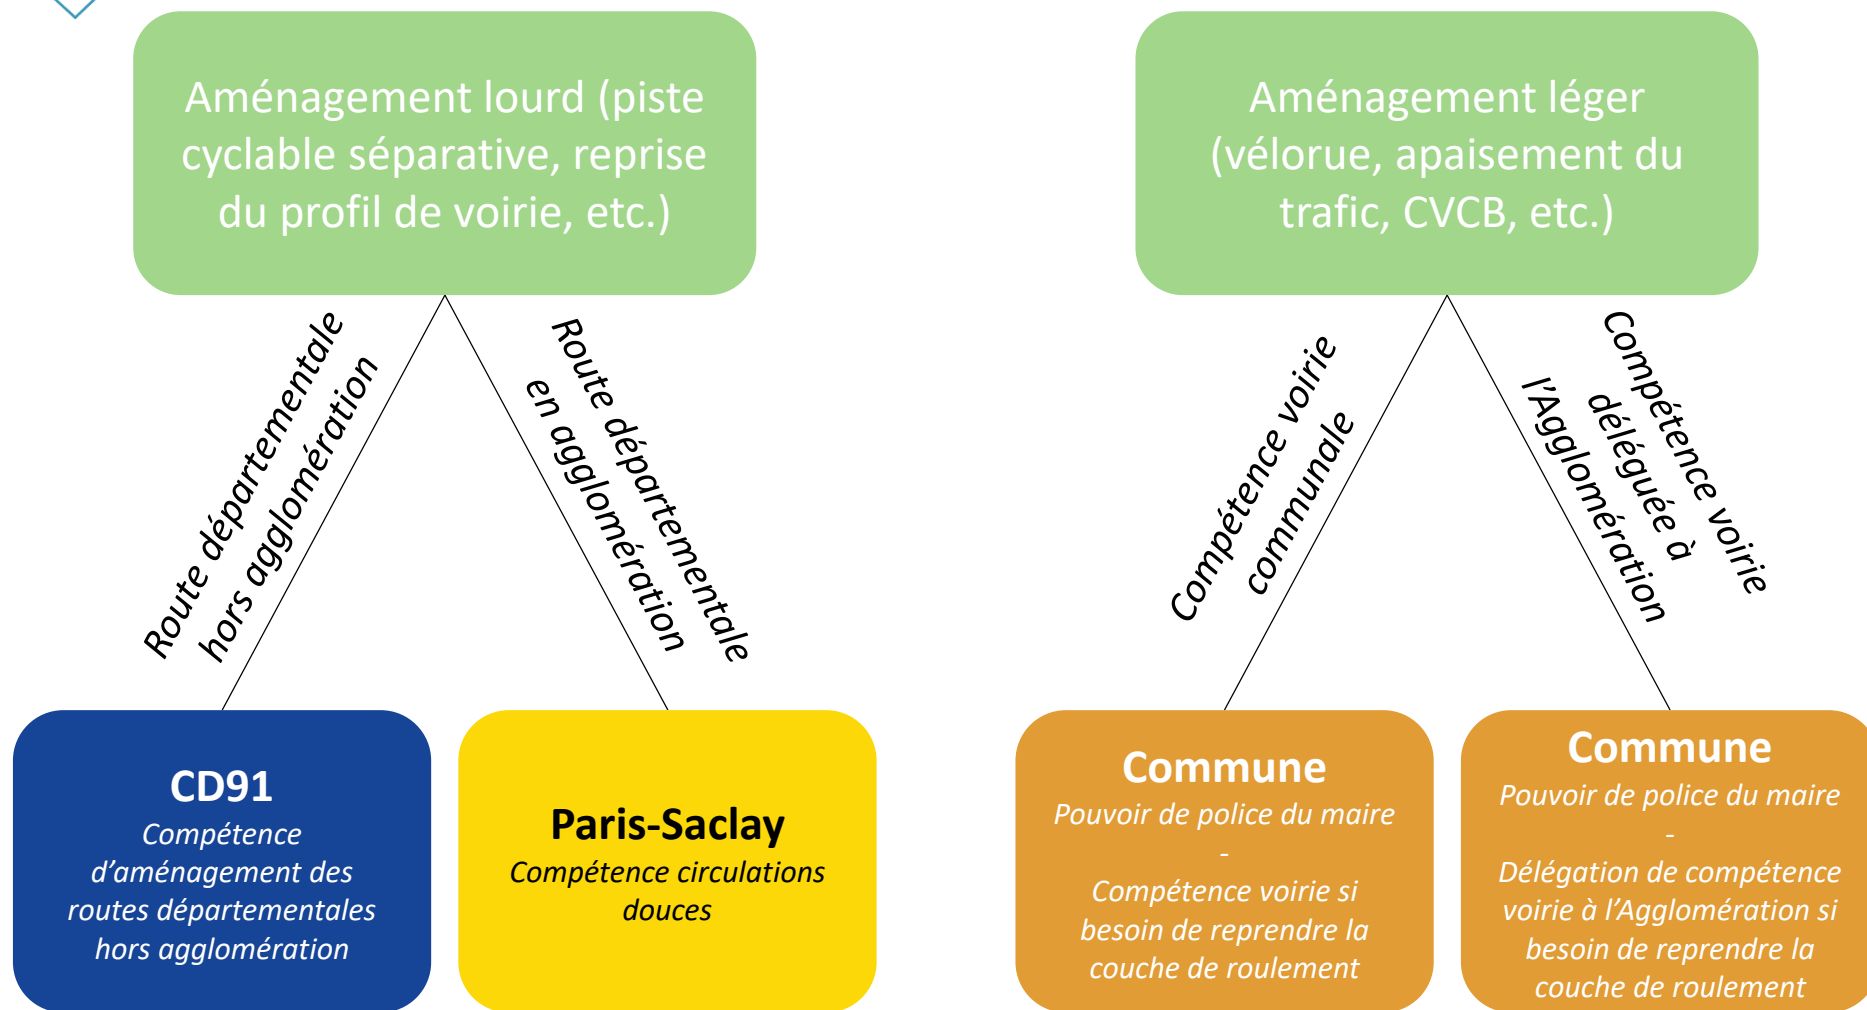 Aménagement lourd (piste
cyclable séparative, reprise
du profil de voirie, etc.)
Aménagement léger
(vélorue, apaisement du
trafic, CVCB, etc.)
Route départementale
hors agglomération
Route départementale
en agglomération
Compétence voirie
communale
Compétence voirie
déléguée à
l’Agglomération
CD91
Compétence
d’aménagement des
routes départementales
hors agglomération
Paris-Saclay
Compétence circulations
douces
Commune
Pouvoir de police du maire
-
Compétence voirie si
besoin de reprendre la
couche de roulement
Commune
Pouvoir de police du maire
-
Délégation de compétence
voirie à l’Agglomération si
besoin de reprendre la
couche de roulement